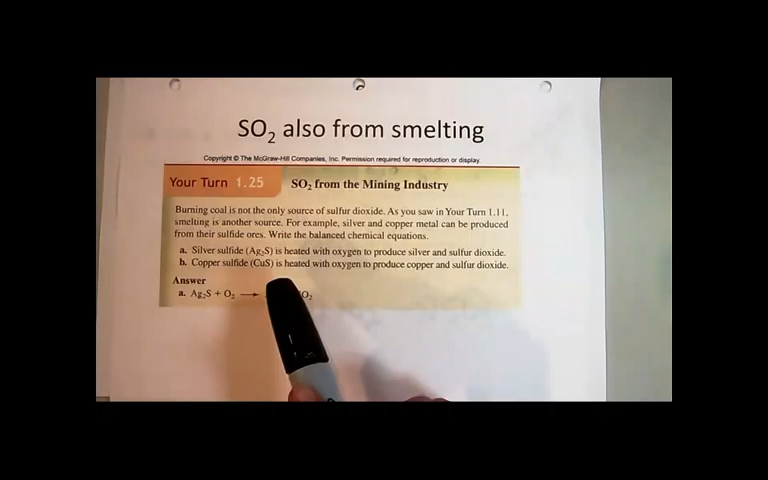 SO₂ also from smelting
Copyright © The McGraw-Hill Companies, Inc. Permission required for reproduction or display.
Your Turn 1.25 SO₂ from the Mining Industry
Burning coal is not the only source of sulfur dioxide. As you saw in Your Turn 1.11,
smelting is another source. For example, silver and copper metal can be produced
from their sulfide ores. Write the balanced chemical equations.
a. Silver sulfide (Ag₂S) is heated with oxygen to produce silver and sulfur dioxide.
b. Copper sulfide (CuS) is heated with oxygen to produce copper and sulfur dioxide.
Answer
a. Ag₂S + O₂ ⟶ O₂